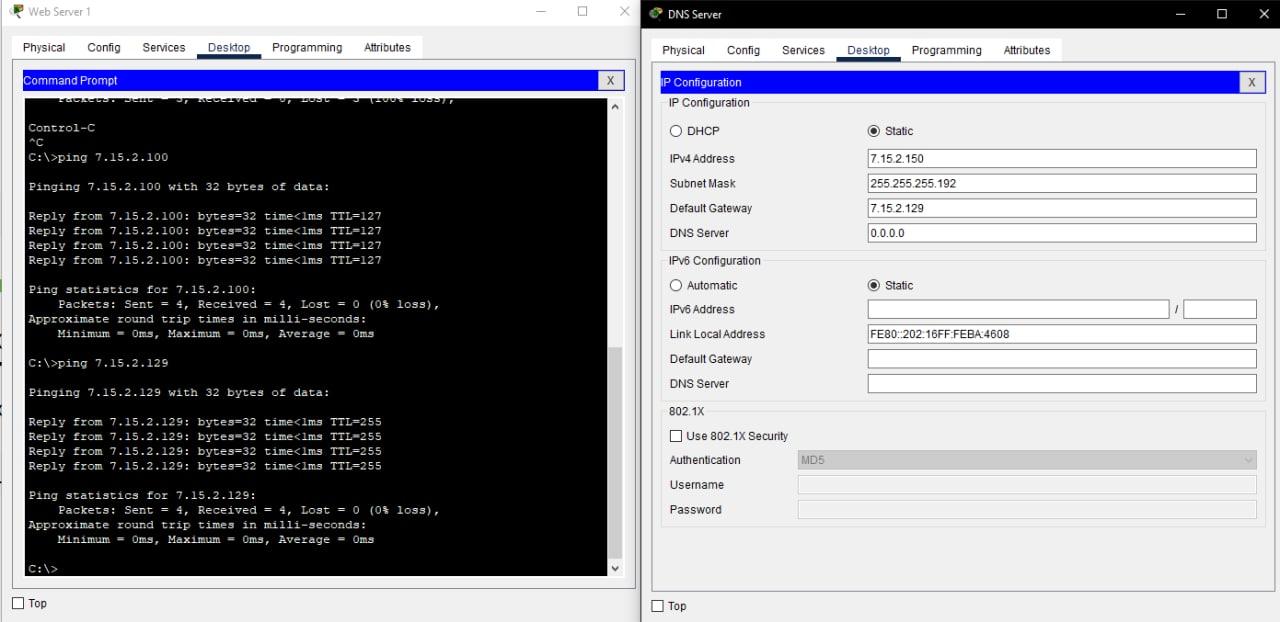 Web Server 1
Physical Config Services Desktop Programming Attributes
Command Prompt X
Packets: Sent = 3, Received = 0, Lost = 3 (100% loss),
Control-C
^C
C:\>ping 7.15.2.100
Pinging 7.15.2.100 with 32 bytes of data:
Reply from 7.15.2.100: bytes=32 time<1ms TTL=127
Reply from 7.15.2.100: bytes=32 time<1ms TTL=127
Reply from 7.15.2.100: bytes=32 time<1ms TTL=127
Reply from 7.15.2.100: bytes=32 time<1ms TTL=127
Ping statistics for 7.15.2.100:
Packets: Sent = 4, Received = 4, Lost = 0 (0% loss),
Approximate round trip times in milli-seconds:
Minimum = 0ms, Maximum = 0ms, Average = 0ms
C:\>ping 7.15.2.129
Pinging 7.15.2.129 with 32 bytes of data:
Reply from 7.15.2.129: bytes=32 time<1ms TTL=255
Reply from 7.15.2.129: bytes=32 time<1ms TTL=255
Reply from 7.15.2.129: bytes=32 time<1ms TTL=255
Reply from 7.15.2.129: bytes=32 time<1ms TTL=255
Ping statistics for 7.15.2.129:
Packets: Sent = 4, Received = 4, Lost = 0 (0% loss),
Approximate round trip times in milli-seconds:
Minimum = 0ms, Maximum = 0ms, Average = 0ms
C:\>
Top
DNS Server
Physical Config Services Desktop Programming Attributes
IP Configuration X
IP Configuration
DHCP Static
IPv4 Address 7.15.2.150
Subnet Mask 255.255.255.192
Default Gateway 7.15.2.129
DNS Server 0.0.0.0
IPv6 Configuration
Automatic Static
IPv6 Address /
Link Local Address FE80::202:16FF:FEBA:4608
Default Gateway
DNS Server
802.1X
Use 802.1X Security
Authentication MD5
Username
Password
Top